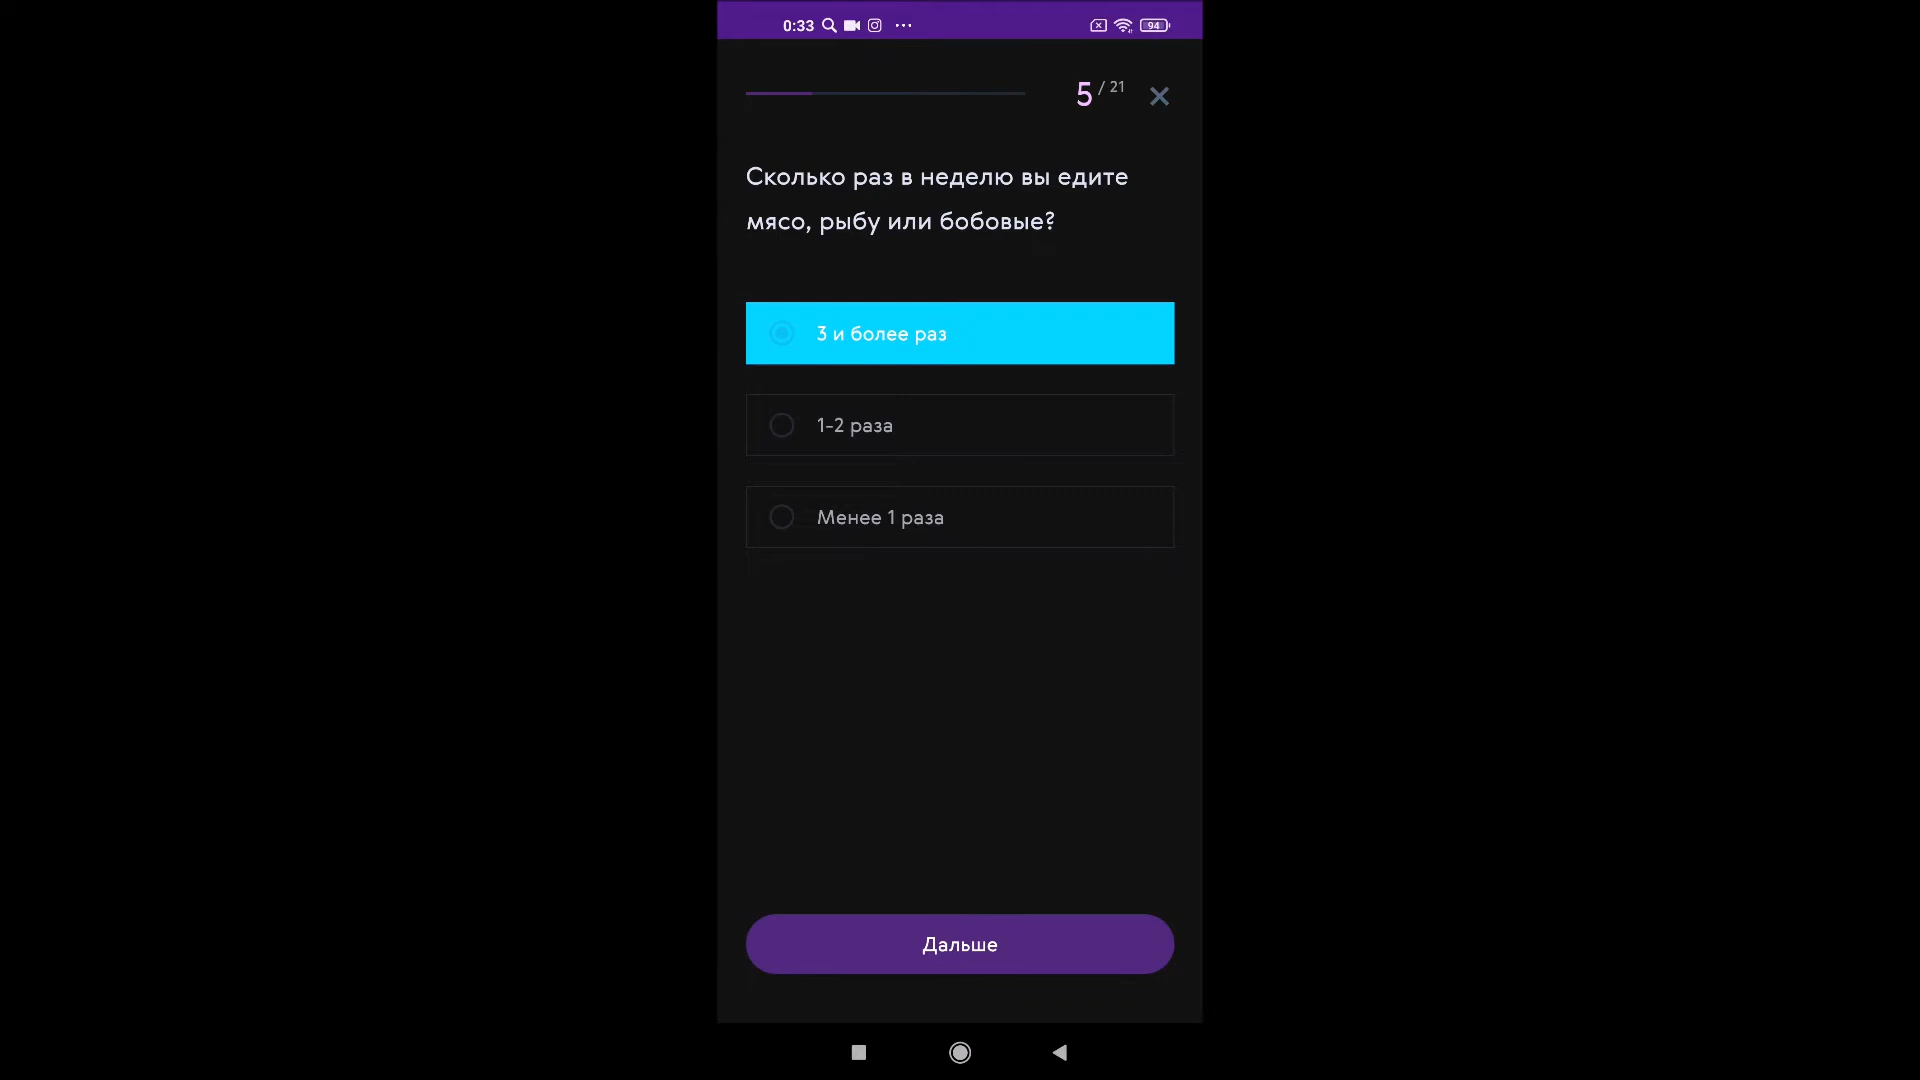 0:33
94
5 / 21
Сколько раз в неделю вы едите
мясо, рыбу или бобовые?
3 и более раз
1-2 раза
Менее 1 раза
Дальше